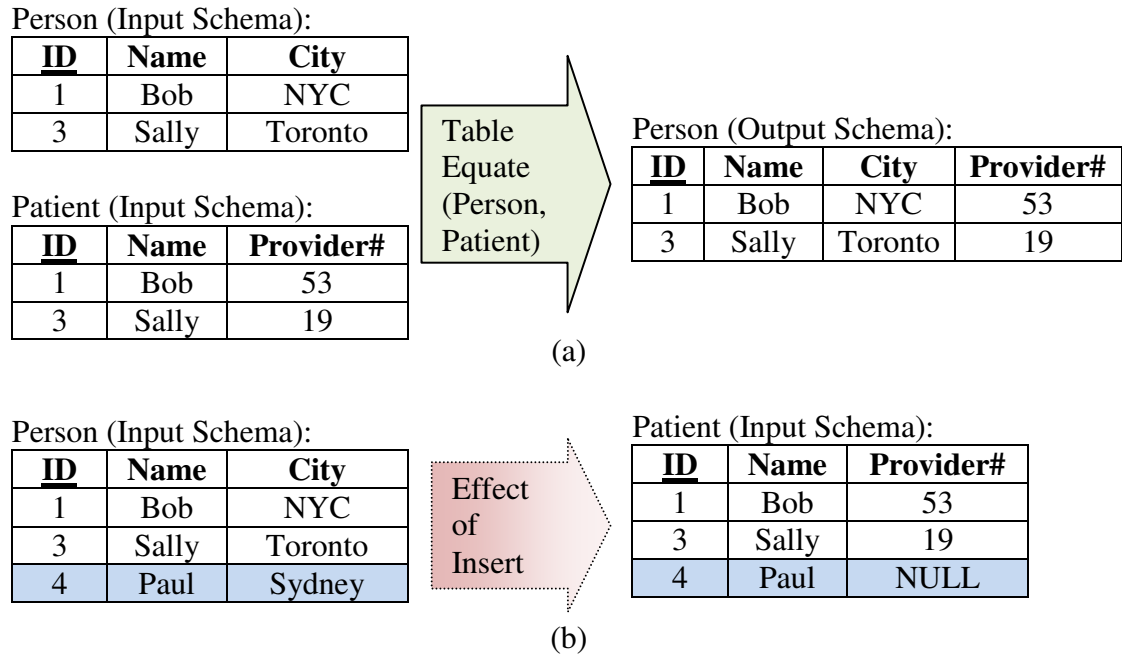 Person (Input Schema):
ID Name City
1 Bob NYC
3 Sally Toronto
Patient (Input Schema):
ID Name Provider#
1 Bob 53
3 Sally 19
Table
Equate
(Person,
Patient)
Person (Output Schema):
ID Name City Provider#
1 Bob NYC 53
3 Sally Toronto 19
(a)
Person (Input Schema):
ID Name City
1 Bob NYC
3 Sally Toronto
4 Paul Sydney
Effect
of
Insert
Patient (Input Schema):
ID Name Provider#
1 Bob 53
3 Sally 19
4 Paul NULL
(b)